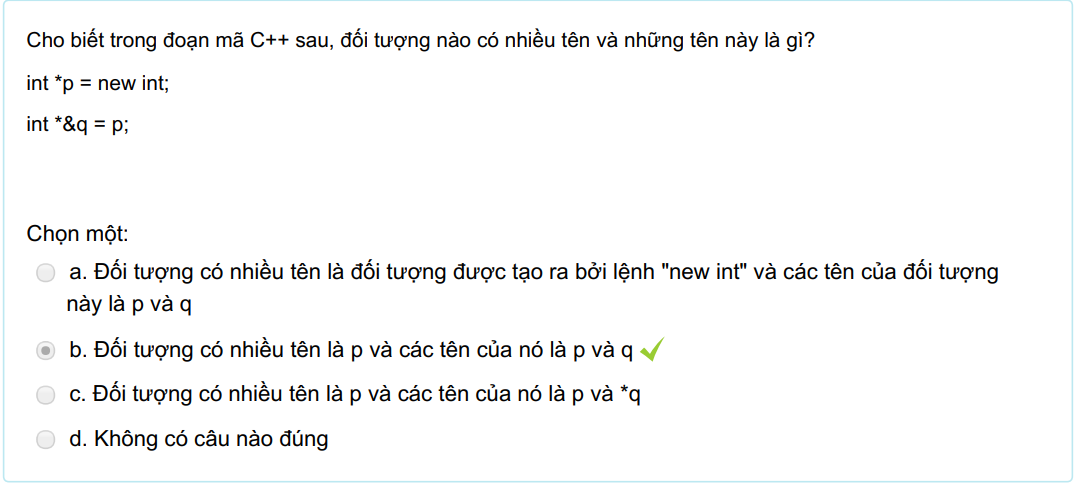 Cho biết trong đoạn mã C++ sau, đối tượng nào có nhiều tên và những tên này là gì?
int *p = new int;
int *&q = p;
Chọn một:
a. Đối tượng có nhiều tên là đối tượng được tạo ra bởi lệnh "new int" và các tên của đối tượng
này là p và q
b. Đối tượng có nhiều tên là p và các tên của nó là p và q
c. Đối tượng có nhiều tên là p và các tên của nó là p và *q
d. Không có câu nào đúng